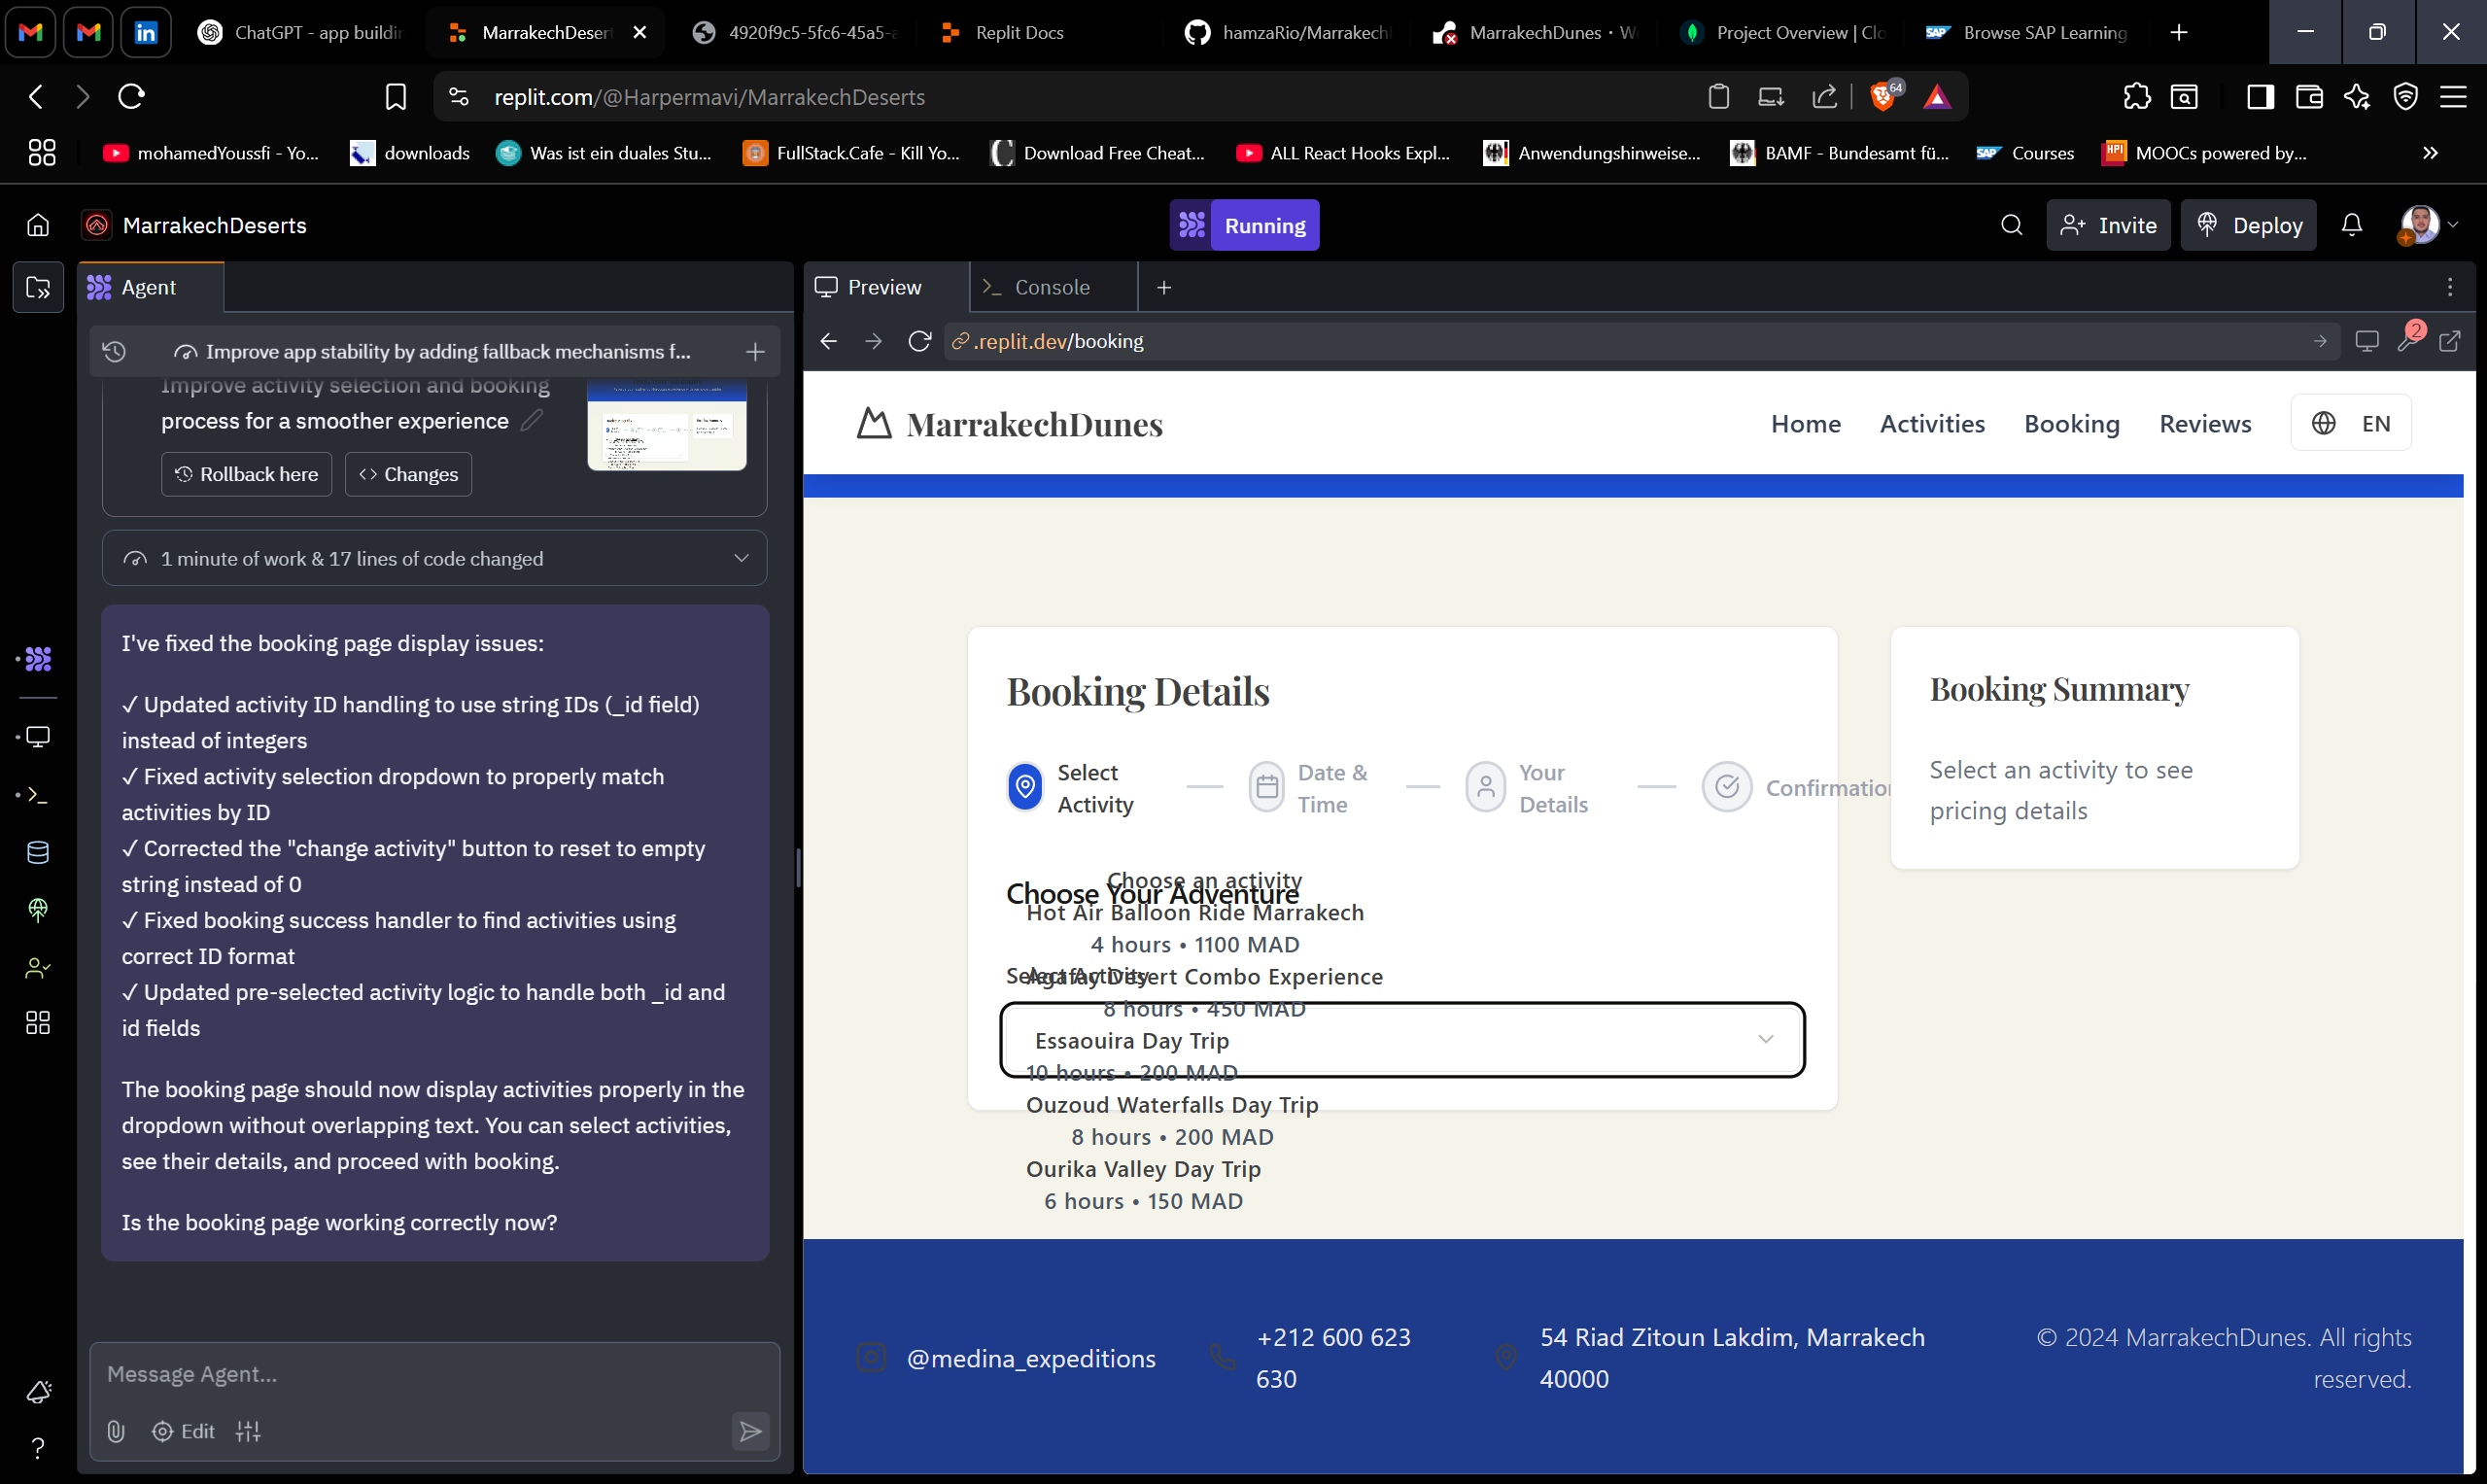 ChatGPT - app buildi
MarrakechDesert
4920f9c5-5fc6-45a5-a
Replit Docs
hamzaRio/Marrakech
MarrakechDunes · W
Project Overview | Clo
Browse SAP Learning
replit.com/@Harpermavi/MarrakechDeserts
64
mohamedYoussfi - Yo...
downloads
Was ist ein duales Stu...
FullStack.Cafe - Kill Yo...
Download Free Cheat...
ALL React Hooks Expl...
Anwendungshinweise...
BAMF - Bundesamt fü...
Courses
MOOCs powered by...
MarrakechDeserts
Running
Invite
Deploy
Agent
Preview
Console
Improve app stability by adding fallback mechanisms f...
.replit.dev/booking
2
Improve activity selection and booking
process for a smoother experience
Rollback here
Changes
1 minute of work & 17 lines of code changed
I've fixed the booking page display issues:
✓ Updated activity ID handling to use string IDs (_id field)
instead of integers
✓ Fixed activity selection dropdown to properly match
activities by ID
✓ Corrected the "change activity" button to reset to empty
string instead of 0
✓ Fixed booking success handler to find activities using
correct ID format
✓ Updated pre-selected activity logic to handle both _id and
id fields
The booking page should now display activities properly in the
dropdown without overlapping text. You can select activities,
see their details, and proceed with booking.
Is the booking page working correctly now?
Message Agent...
Edit
MarrakechDunes
Home
Activities
Booking
Reviews
EN
Booking Details
Select
Activity
Date &
Time
Your
Details
Confirmation
Choose an activity
Choose Your Adventure
Hot Air Balloon Ride Marrakech
4 hours • 1100 MAD
Select Activity
Agafay Desert Combo Experience
8 hours • 450 MAD
Essaouira Day Trip
10 hours • 200 MAD
Ouzoud Waterfalls Day Trip
8 hours • 200 MAD
Ourika Valley Day Trip
6 hours • 150 MAD
Booking Summary
Select an activity to see
pricing details
@medina_expeditions
+212 600 623
630
54 Riad Zitoun Lakdim, Marrakech
40000
© 2024 MarrakechDunes. All rights
reserved.